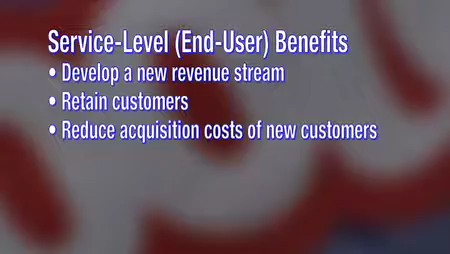 Service-Level (End-User) Benefits
• Develop a new revenue stream
• Retain customers
• Reduce acquisition costs of new customers